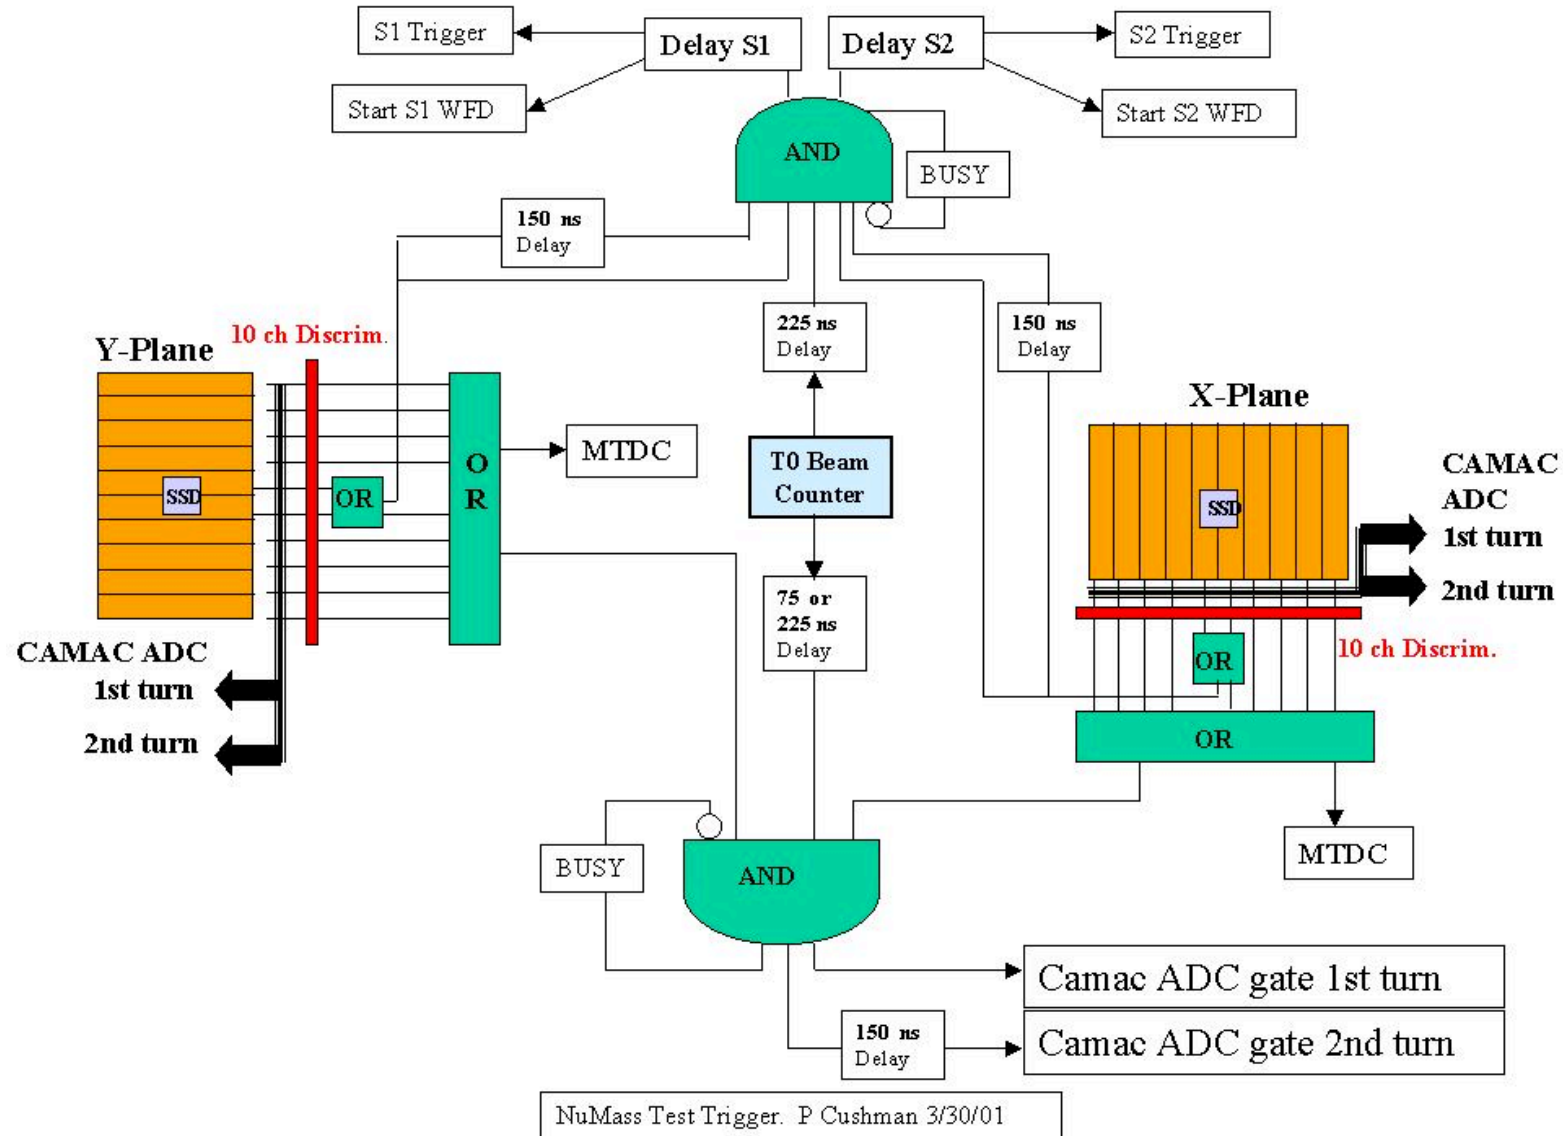 S1 Trigger
Delay S1
Delay S2
S2 Trigger
Start S1 WFD
Start S2 WFD
AND
BUSY
150 ns
Delay
225 ns
Delay
150 ns
Delay
10 ch Discrim.
Y-Plane
X-Plane
MTDC
T0 Beam
Counter
O
R
SSD
OR
SSD
CAMAC
ADC
1st turn
2nd turn
75 or
225 ns
Delay
CAMAC ADC
1st turn
2nd turn
OR
10 ch Discrim.
OR
MTDC
BUSY
AND
Camac ADC gate 1st turn
150 ns
Delay
Camac ADC gate 2nd turn
NuMass Test Trigger. P Cushman 3/30/01